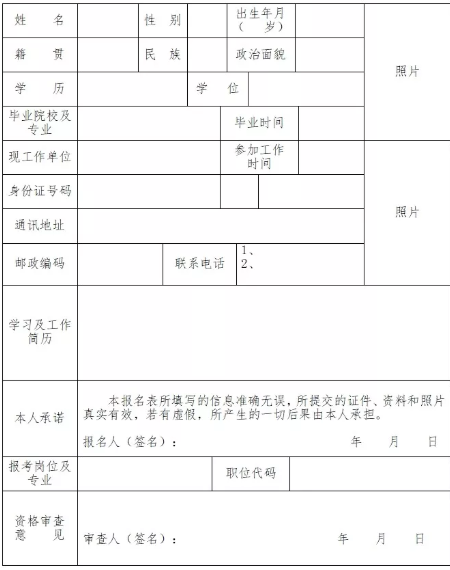 姓 名 性 别 出生年月
( 岁)
籍 贯 民 族 政治面貌
照片
学 历 学 位
毕业院校及
专业
毕业时间
现工作单位 参加工作
时间
身份证号码
照片
通讯地址
邮政编码 联系电话 1、
2、
学习及工作
简历
本人承诺
本报名表所填写的信息准确无误，所提交的证件、资料和照片
真实有效，若有虚假，所产生的一切后果由本人承担。
报名人（签名）： 年 月 日
报考岗位及
专业
职位代码
资格审查
意 见
审查人（签名）： 年 月 日